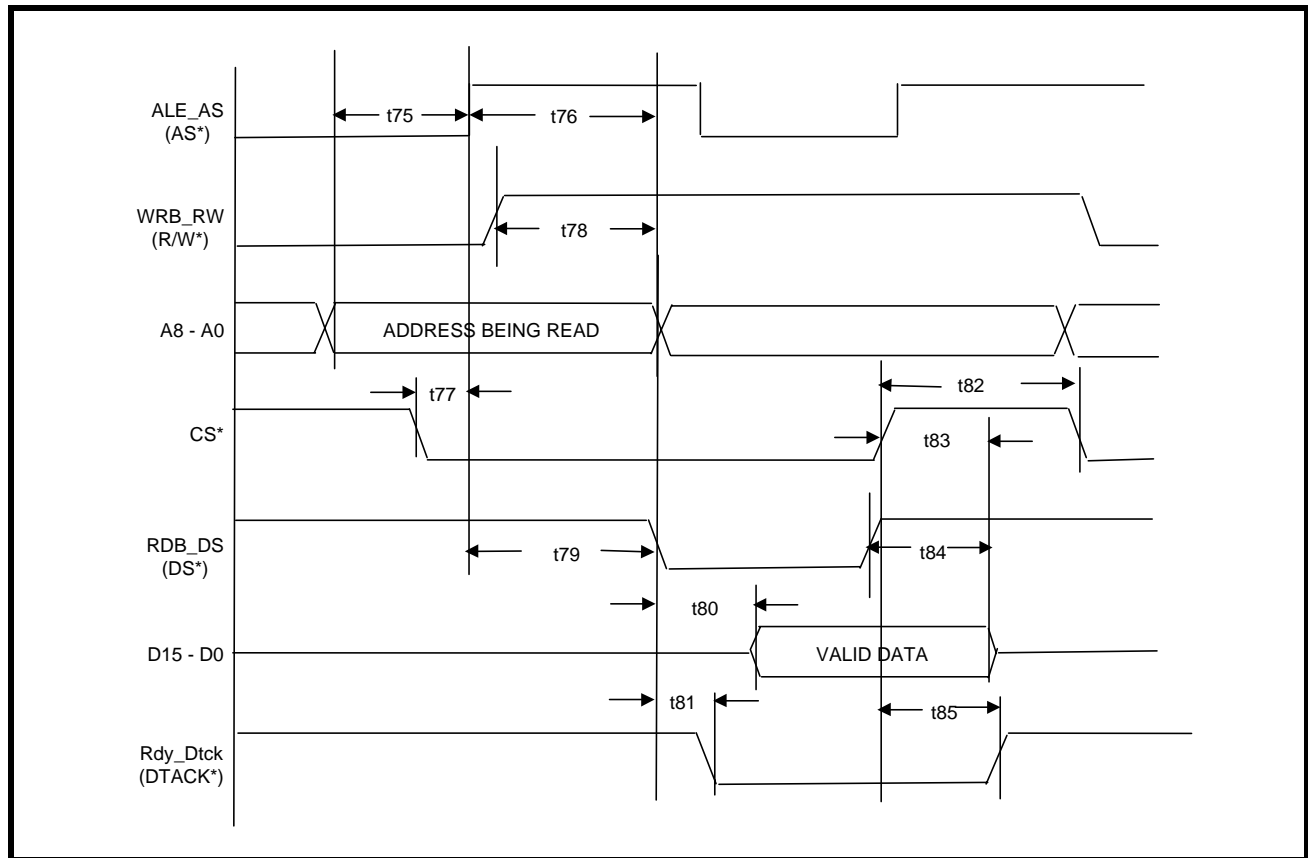 ALE_AS
(AS*)
t75
t76
WRB_RW
(R/W*)
t78
A8 - A0
ADDRESS BEING READ
t77
t82
CS*
t83
RDB_DS
(DS*)
t79
t84
t80
D15 - D0
VALID DATA
t81
t85
Rdy_Dtck
(DTACK*)